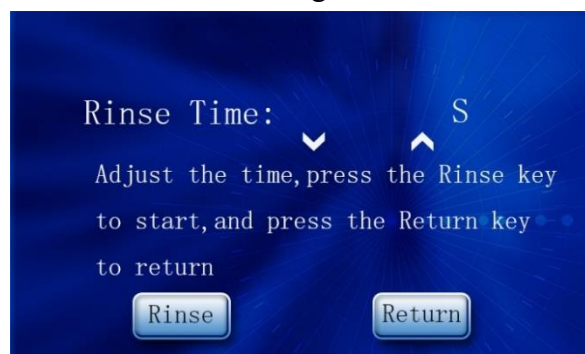 Rinse Time: S
Adjust the time,press the Rinse key
to start,and press the Return key
to return
Rinse Return